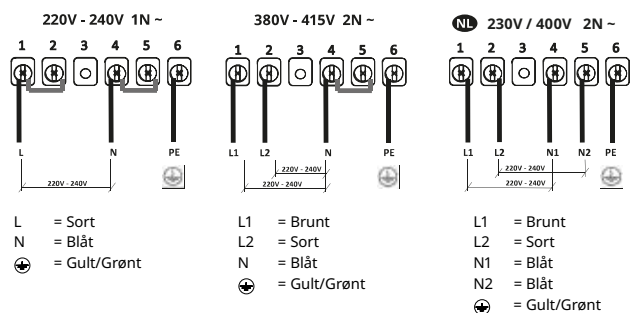 220V - 240V 1N ~
1 2 3 4 5 6
L N PE
220V - 240V
L = Sort
N = Blåt
= Gult/Grønt
380V - 415V 2N ~
1 2 3 4 5 6
L1 L2 N PE
220V - 240V
220V - 240V
L1 = Brunt
L2 = Sort
N = Blåt
= Gult/Grønt
NL 230V / 400V 2N ~
1 2 3 4 5 6
L1 L2 N1 N2 PE
220V - 240V
220V - 240V
L1 = Brunt
L2 = Sort
N1 = Blåt
N2 = Blåt
= Gult/Grønt